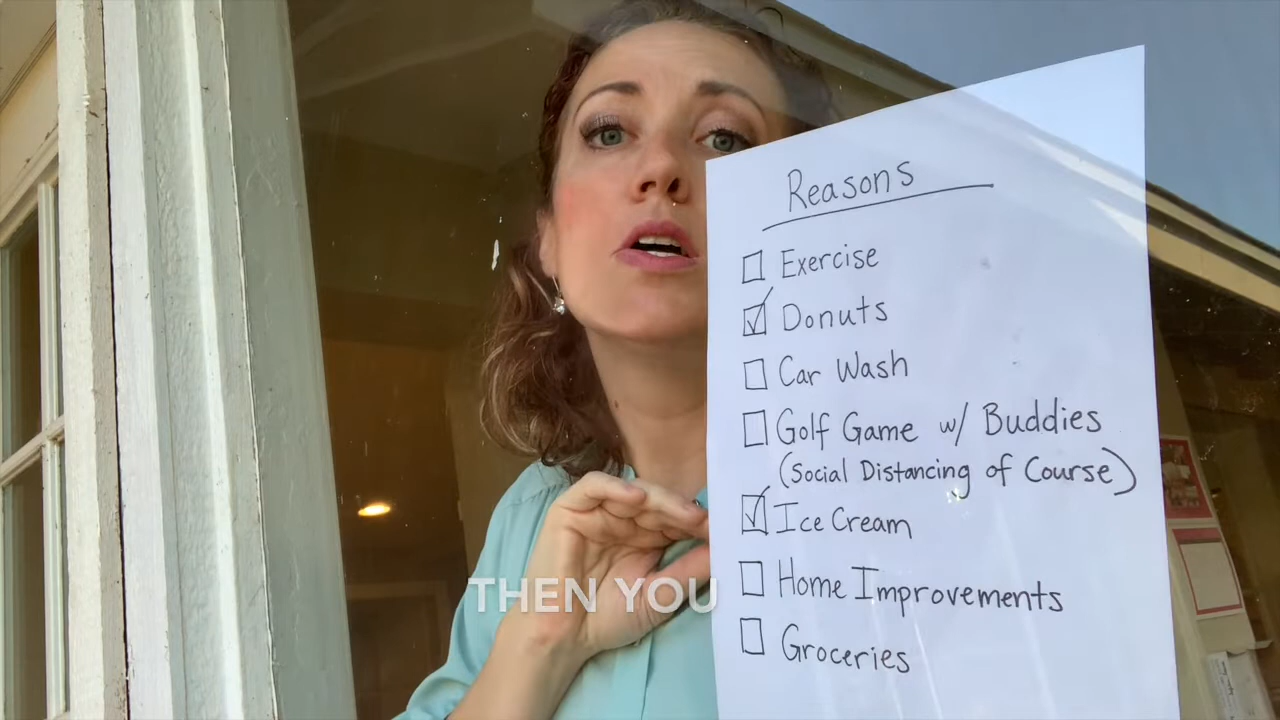 Reasons
Exercise
Donuts
Car Wash
Golf Game w/ Buddies
(Social Distancing of Course)
Ice Cream
Home Improvements
Groceries
THEN YOU